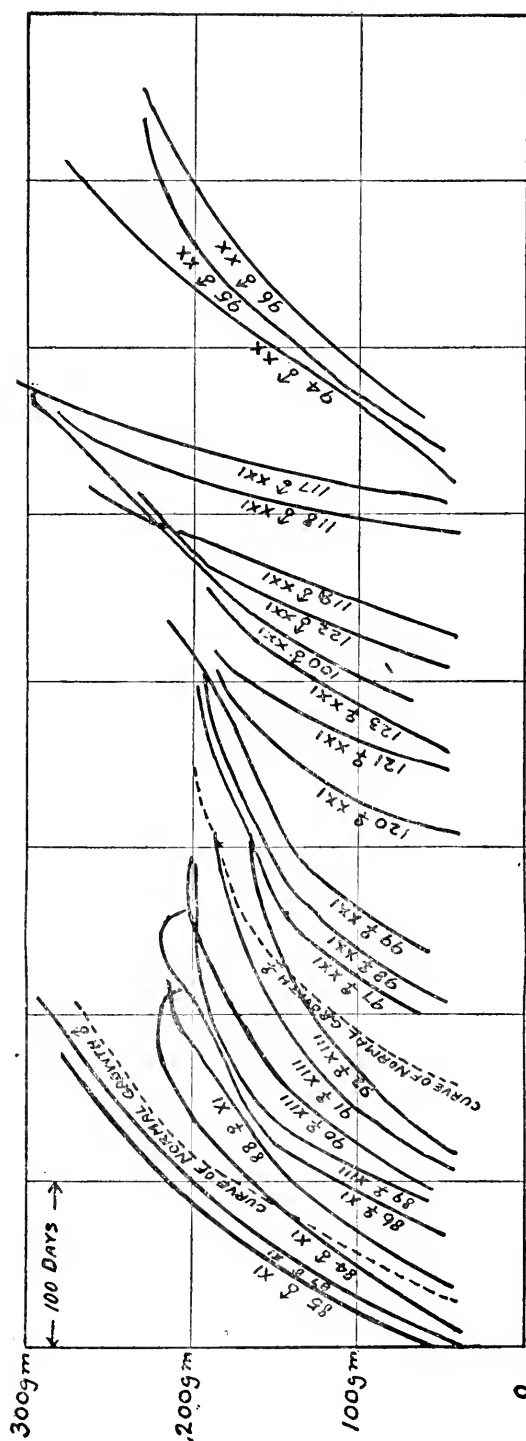 300gm
200gm
100gm
0
← 100 DAYS →
85 ♂ XI
♂ XI
CURVE OF NORMAL GROWTH ♂
84 ♂ XI
88 ♀ XI
86 ♀ XI
89 ♀ XIII
90 ♀ XIII
91 ♀ XIII
92 ♀ XIII
CURVE OF NORMAL GROWTH ♀
97 ♀ XXI
98 ♀ XXI
99 ♀ XXI
120 ♀ XXI
121 ♀ XXI
123 ♀ XXI
100 ♂ XXI
122 ♂ XXI
119 ♂ XXI
118 ♂ XXI
117 ♂ XXI
94 ♂ XX
95 ♂ XX
96 ♂ XX